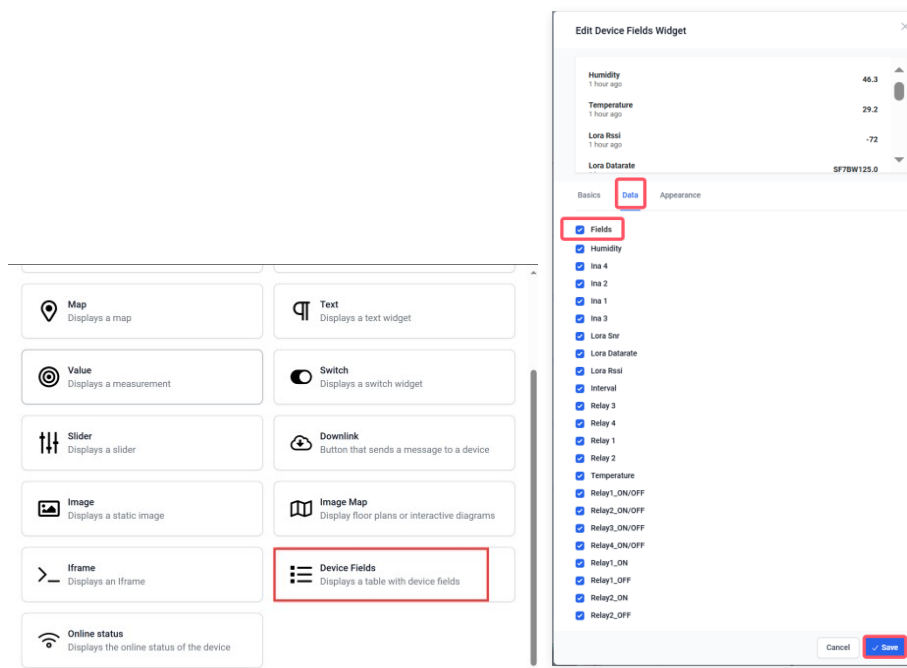 Map
Displays a map
Text
Displays a text widget
Value
Displays a measurement
Switch
Displays a switch widget
Slider
Displays a slider
Downlink
Button that sends a message to a device
Image
Displays a static image
Image Map
Display floor plans or interactive diagrams
Iframe
Displays an Iframe
Device Fields
Displays a table with device fields
Online status
Displays the online status of the device
Edit Device Fields Widget
Humidity
1 hour ago
46.3
Temperature
1 hour ago
29.2
Lora Rssi
1 hour ago
-72
Lora Datarate
SF7BW125.0
Basics Data Appearance
Fields
Humidity
Ina 4
Ina 2
Ina 1
Ina 3
Lora Snr
Lora Datarate
Lora Rssi
Interval
Relay 3
Relay 4
Relay 1
Relay 2
Temperature
Relay1_ON/OFF
Relay2_ON/OFF
Relay3_ON/OFF
Relay4_ON/OFF
Relay1_ON
Relay1_OFF
Relay2_ON
Relay2_OFF
Cancel Save